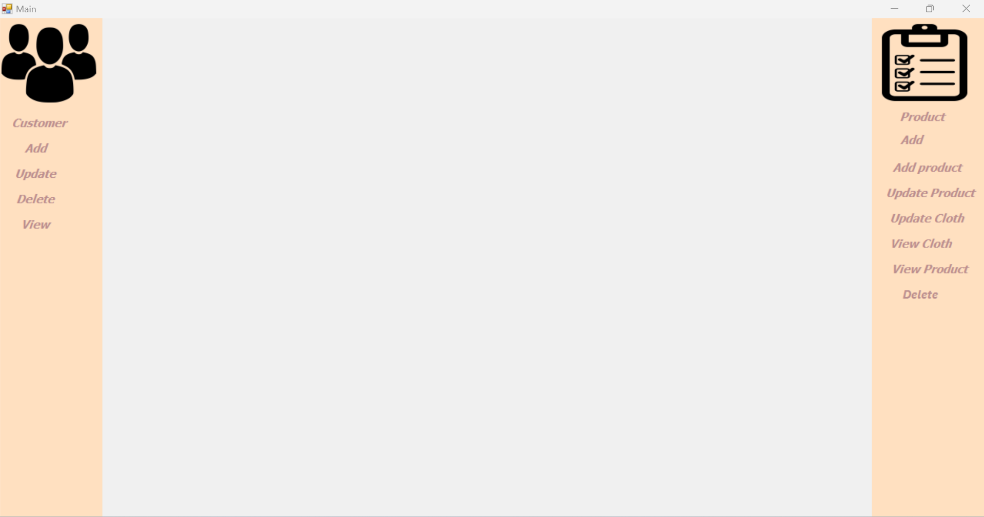 Main
Customer
Add
Update
Delete
View
Product
Add
Add product
Update Product
Update Cloth
View Cloth
View Product
Delete